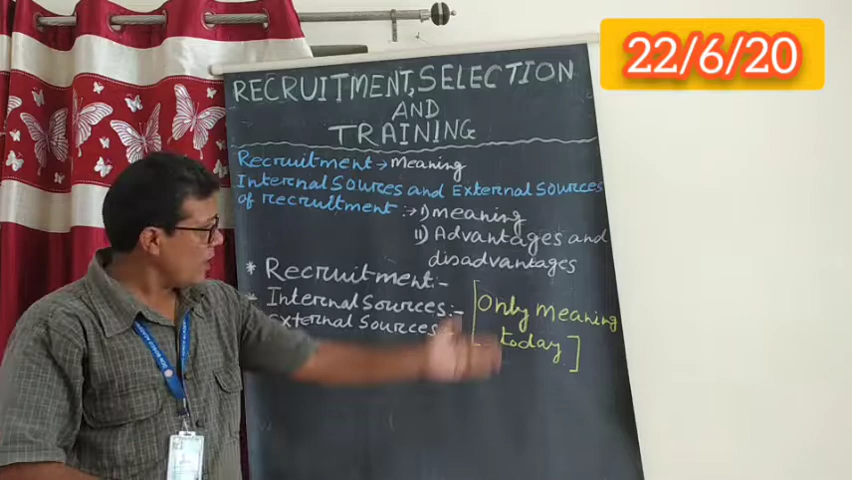 22/6/20
RECRUITMENT, SELECTION
AND
TRAINING
Recruitment → Meaning
Internal Sources and External Sources
of recruitment :→ i) meaning
ii) Advantages and
disadvantages
* Recruitment:-
* Internal Sources:-
External Sources
[Only Meaning
today]